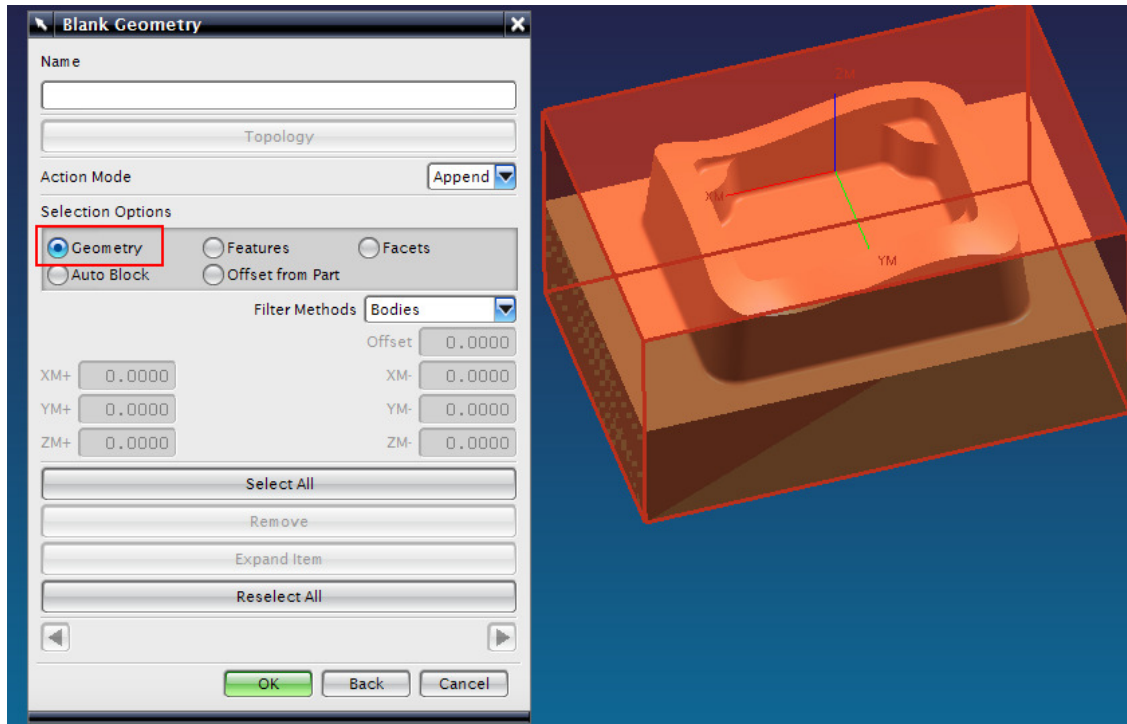 Blank Geometry
Name
Topology
Action Mode Append
Selection Options
Geometry Features Facets
Auto Block Offset from Part
Filter Methods Bodies
Offset 0.0000
XM+ 0.0000 XM- 0.0000
YM+ 0.0000 YM- 0.0000
ZM+ 0.0000 ZM- 0.0000
Select All
Remove
Expand Item
Reselect All
OK Back Cancel
ZM
XM
YM